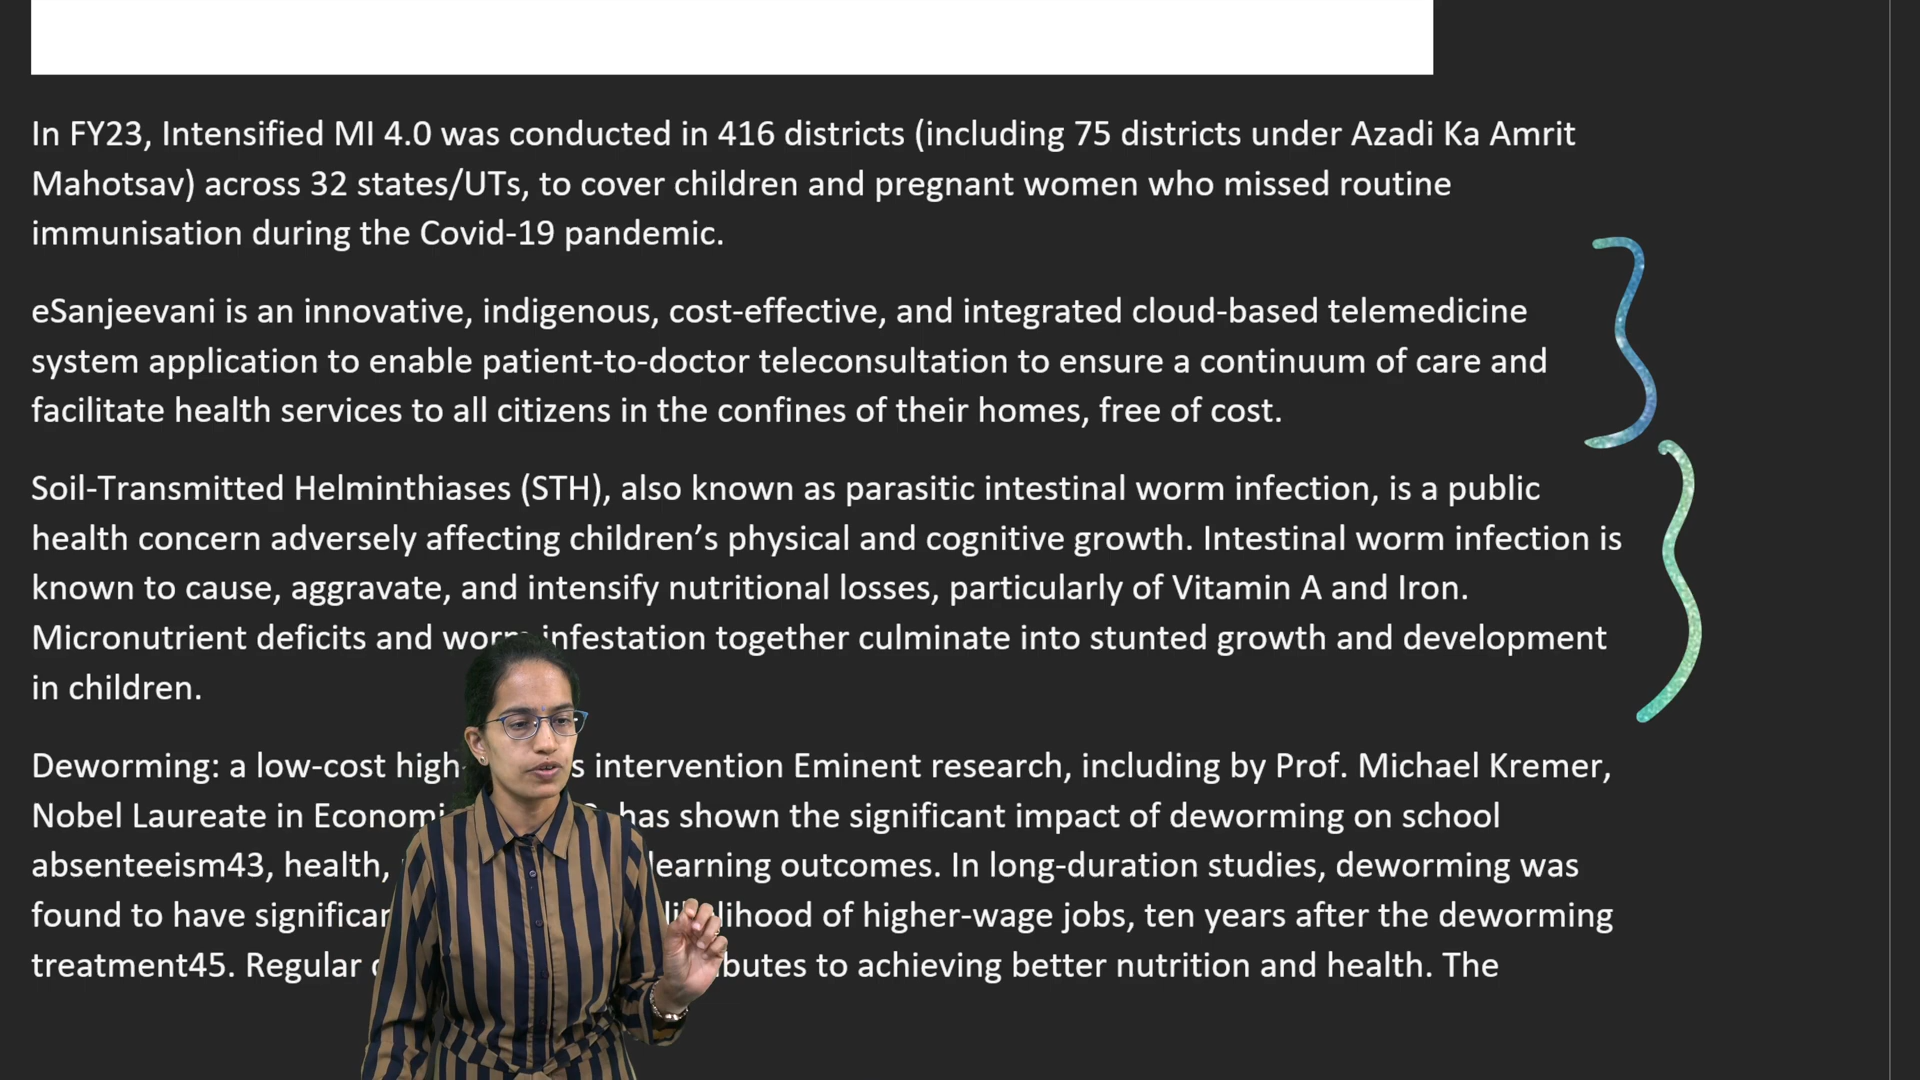 In FY23, Intensified MI 4.0 was conducted in 416 districts (including 75 districts under Azadi Ka Amrit
Mahotsav) across 32 states/UTs, to cover children and pregnant women who missed routine
immunisation during the Covid-19 pandemic.
eSanjeevani is an innovative, indigenous, cost-effective, and integrated cloud-based telemedicine
system application to enable patient-to-doctor teleconsultation to ensure a continuum of care and
facilitate health services to all citizens in the confines of their homes, free of cost.
Soil-Transmitted Helminthiases (STH), also known as parasitic intestinal worm infection, is a public
health concern adversely affecting children’s physical and cognitive growth. Intestinal worm infection is
known to cause, aggravate, and intensify nutritional losses, particularly of Vitamin A and Iron.
Micronutrient deficits and worm infestation together culminate into stunted growth and development
in children.
Deworming: a low-cost intervention Eminent research, including by Prof. Michael Kremer,
Nobel Laureate in has shown the significant impact of deworming on school
absenteeism43, health, learning outcomes. In long-duration studies, deworming was
found to have likelihood of higher-wage jobs, ten years after the deworming
treatment45. Regular to achieving better nutrition and health. The